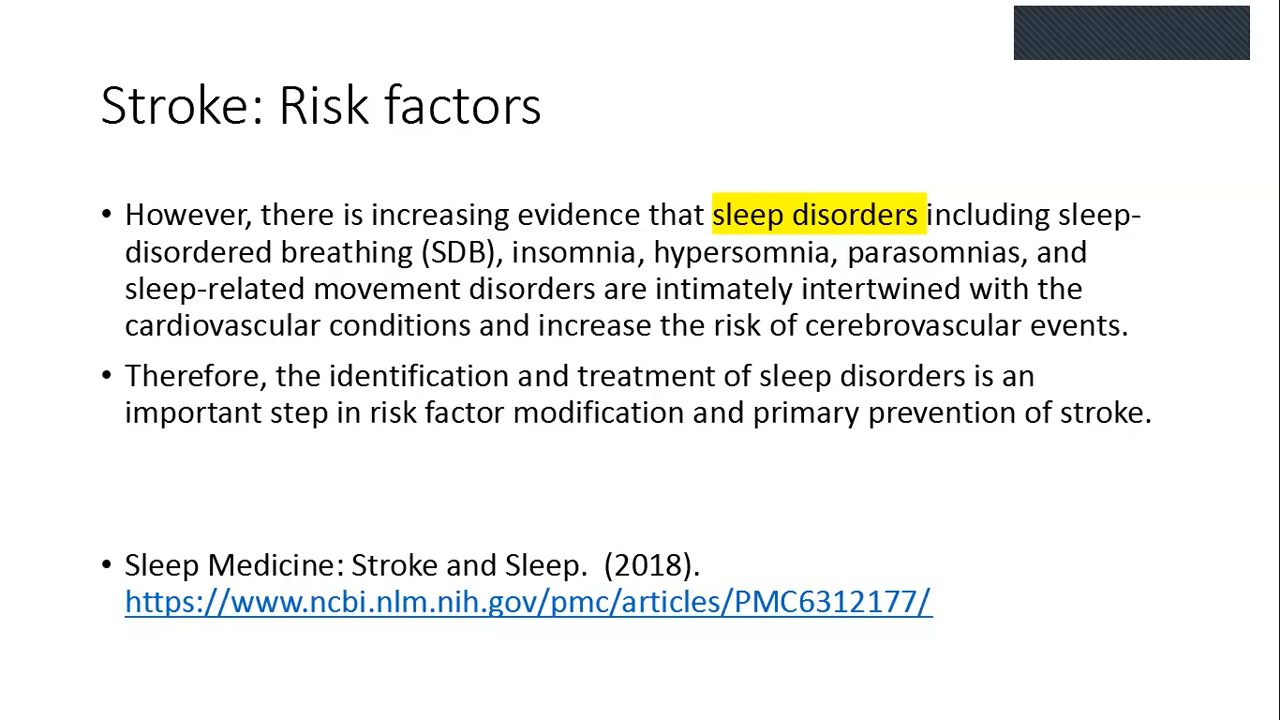 Stroke: Risk factors
• However, there is increasing evidence that sleep disorders including sleep-
disordered breathing (SDB), insomnia, hypersomnia, parasomnias, and
sleep-related movement disorders are intimately intertwined with the
cardiovascular conditions and increase the risk of cerebrovascular events.
• Therefore, the identification and treatment of sleep disorders is an
important step in risk factor modification and primary prevention of stroke.
• Sleep Medicine: Stroke and Sleep.  (2018).
https://www.ncbi.nlm.nih.gov/pmc/articles/PMC6312177/